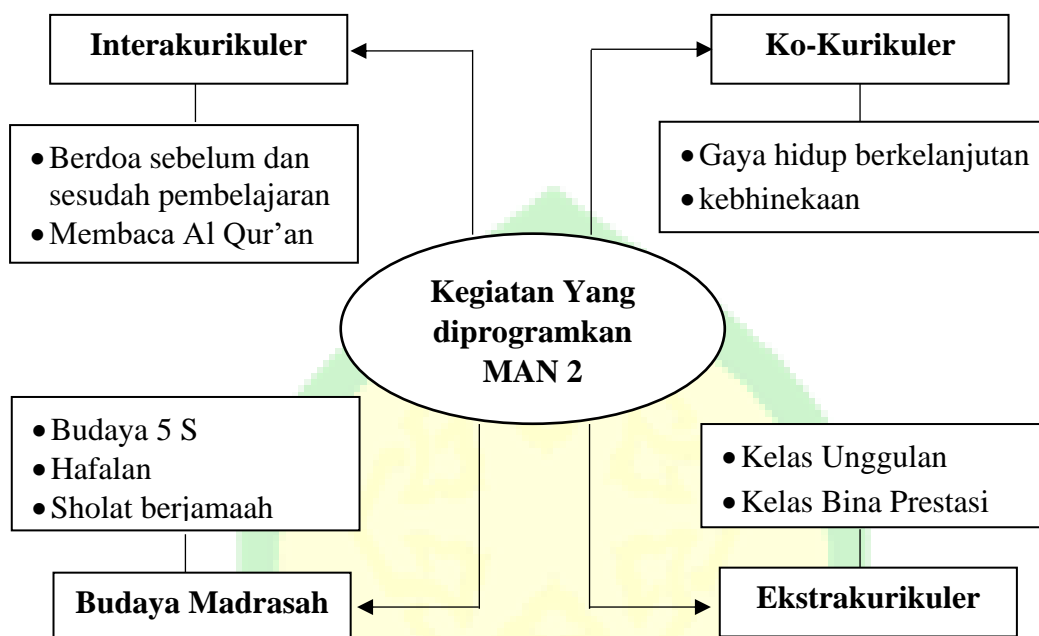 Interakurikuler
• Berdoa sebelum dan
sesudah pembelajaran
• Membaca Al Qur’an
Ko-Kurikuler
• Gaya hidup berkelanjutan
• kebhinekaan
Kegiatan Yang
diprogramkan
MAN 2
• Budaya 5 S
• Hafalan
• Sholat berjamaah
Budaya Madrasah
• Kelas Unggulan
• Kelas Bina Prestasi
Ekstrakurikuler